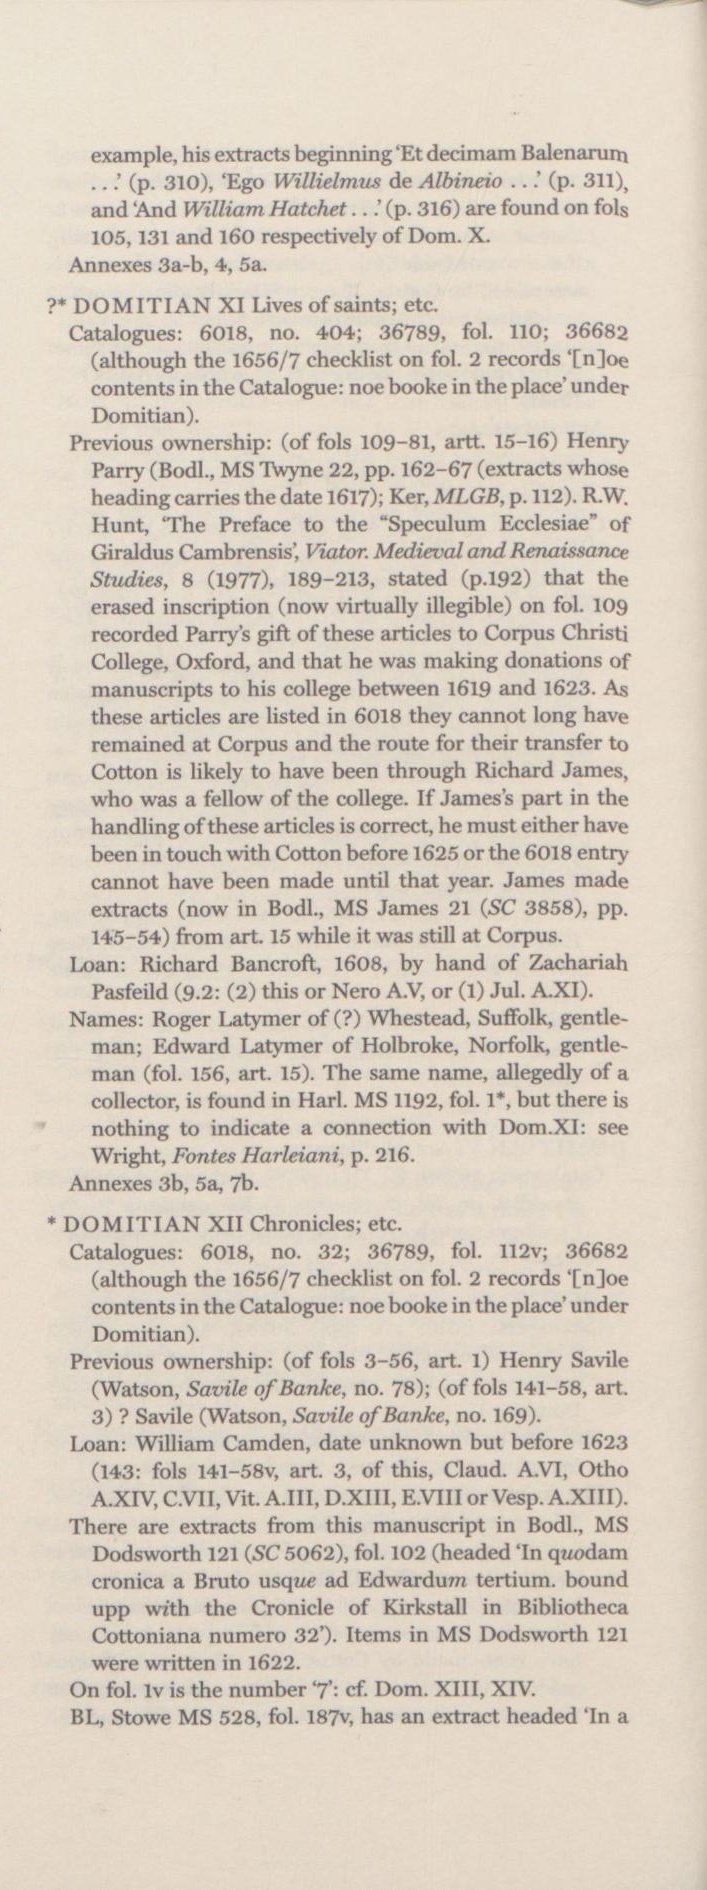 example, his extracts beginning ‘Et decimam Balenarum
. . .’ (p. 310), ‘Ego Willielmus de Albineio . . .’ (p. 311),
and ‘And William Hatchet . . .’ (p. 316) are found on fols
105, 131 and 160 respectively of Dom. X.
Annexes 3a-b, 4, 5a.
?* DOMITIAN XI Lives of saints; etc.
Catalogues: 6018, no. 404; 36789, fol. 110; 36682
(although the 1656/7 checklist on fol. 2 records ‘[n]oe
contents in the Catalogue: noe booke in the place’ under
Domitian).
Previous ownership: (of fols 109–81, artt. 15–16) Henry
Parry (Bodl., MS Twyne 22, pp. 162–67 (extracts whose
heading carries the date 1617); Ker, MLGB, p. 112). R.W.
Hunt, ‘The Preface to the “Speculum Ecclesiae” of
Giraldus Cambrensis’, Viator. Medieval and Renaissance
Studies, 8 (1977), 189–213, stated (p.192) that the
erased inscription (now virtually illegible) on fol. 109
recorded Parry’s gift of these articles to Corpus Christi
College, Oxford, and that he was making donations of
manuscripts to his college between 1619 and 1623. As
these articles are listed in 6018 they cannot long have
remained at Corpus and the route for their transfer to
Cotton is likely to have been through Richard James,
who was a fellow of the college. If James’s part in the
handling of these articles is correct, he must either have
been in touch with Cotton before 1625 or the 6018 entry
cannot have been made until that year. James made
extracts (now in Bodl., MS James 21 (SC 3858), pp.
145–54) from art. 15 while it was still at Corpus.
Loan: Richard Bancroft, 1608, by hand of Zachariah
Pasfeild (9.2: (2) this or Nero A.V, or (1) Jul. A.XI).
Names: Roger Latymer of (?) Whestead, Suffolk, gentle-
man; Edward Latymer of Holbroke, Norfolk, gentle-
man (fol. 156, art. 15). The same name, allegedly of a
collector, is found in Harl. MS 1192, fol. 1*, but there is
nothing to indicate a connection with Dom.XI: see
Wright, Fontes Harleiani, p. 216.
Annexes 3b, 5a, 7b.
* DOMITIAN XII Chronicles; etc.
Catalogues: 6018, no. 32; 36789, fol. 112v; 36682
(although the 1656/7 checklist on fol. 2 records ‘[n]oe
contents in the Catalogue: noe booke in the place’ under
Domitian).
Previous ownership: (of fols 3–56, art. 1) Henry Savile
(Watson, Savile of Banke, no. 78); (of fols 141–58, art.
3) ? Savile (Watson, Savile of Banke, no. 169).
Loan: William Camden, date unknown but before 1623
(143: fols 141–58v, art. 3, of this, Claud. A.VI, Otho
A.XIV, C.VII, Vit. A.III, D.XIII, E.VIII or Vesp. A.XIII).
There are extracts from this manuscript in Bodl., MS
Dodsworth 121 (SC 5062), fol. 102 (headed ‘In quodam
cronica a Bruto usque ad Edwardum tertium. bound
upp with the Cronicle of Kirkstall in Bibliotheca
Cottoniana numero 32’). Items in MS Dodsworth 121
were written in 1622.
On fol. 1v is the number ‘7’: cf. Dom. XIII, XIV.
BL, Stowe MS 528, fol. 187v, has an extract headed ‘In a